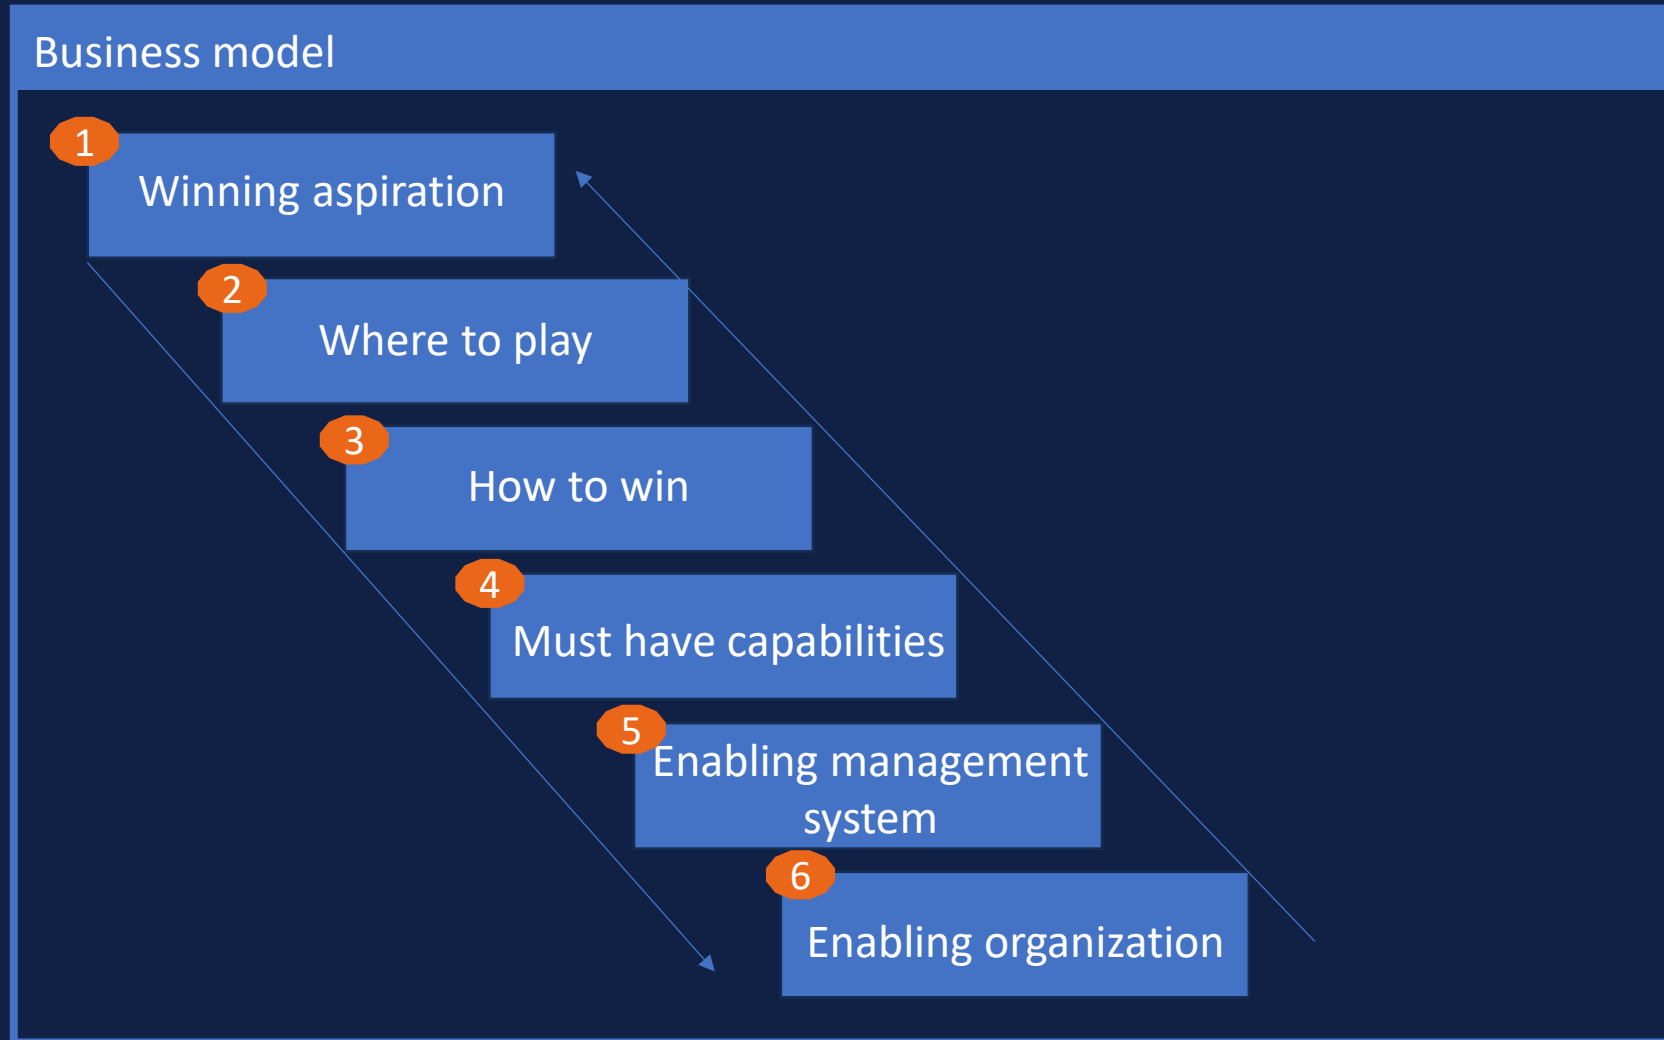 Business model
1
Winning aspiration
2
Where to play
3
How to win
4
Must have capabilities
5
Enabling management
system
6
Enabling organization